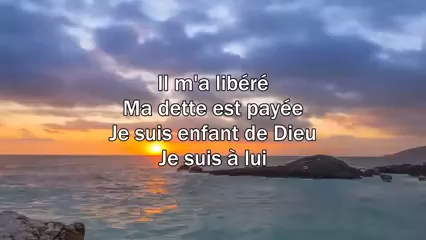 Il m'a libéré
Ma dette est payée
Je suis enfant de Dieu
Je suis à lui